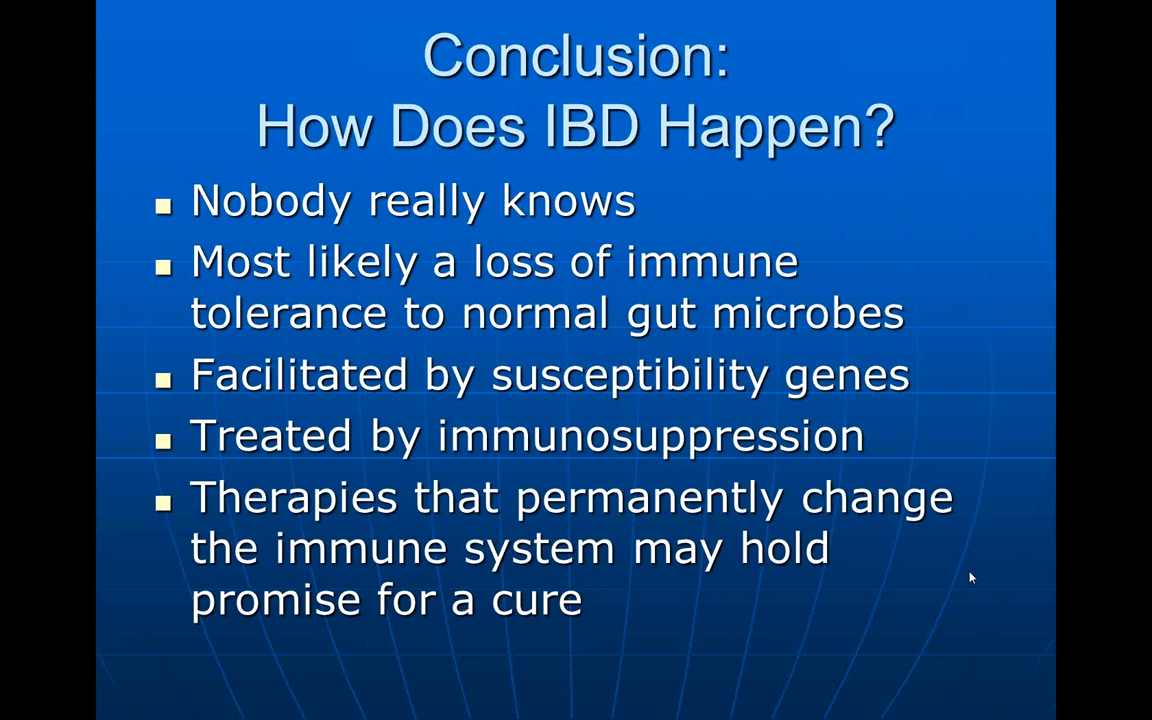 Conclusion:
How Does IBD Happen?
Nobody really knows
Most likely a loss of immune
tolerance to normal gut microbes
Facilitated by susceptibility genes
Treated by immunosuppression
Therapies that permanently change
the immune system may hold
promise for a cure